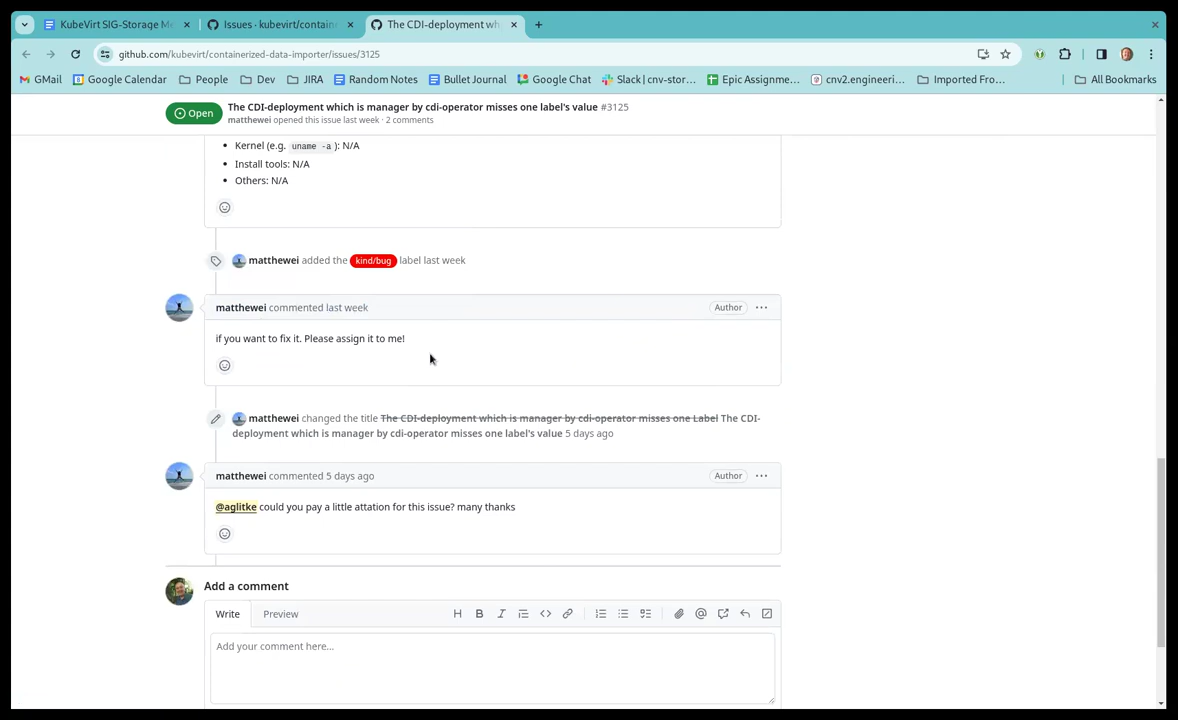 KubeVirt SIG-Storage Me
Issues · kubevirt/contain
The CDI-deployment wh
github.com/kubevirt/containerized-data-importer/issues/3125
GMail
Google Calendar
People
Dev
JIRA
Random Notes
Bullet Journal
Google Chat
Slack | cnv-stor...
Epic Assignme...
cnv2.engineeri...
Imported Fro...
All Bookmarks
Open
The CDI-deployment which is manager by cdi-operator misses one label's value #3125
matthewei opened this issue last week · 2 comments
Kernel (e.g. uname -a ): N/A
Install tools: N/A
Others: N/A
matthewei added the kind/bug label last week
matthewei commented last week
Author
if you want to fix it. Please assign it to me!
matthewei changed the title The CDI-deployment which is manager by cdi-operator misses one Label The CDI-
deployment which is manager by cdi-operator misses one label's value 5 days ago
matthewei commented 5 days ago
Author
@aglitke could you pay a little attation for this issue? many thanks
Add a comment
Write
Preview
Add your comment here...